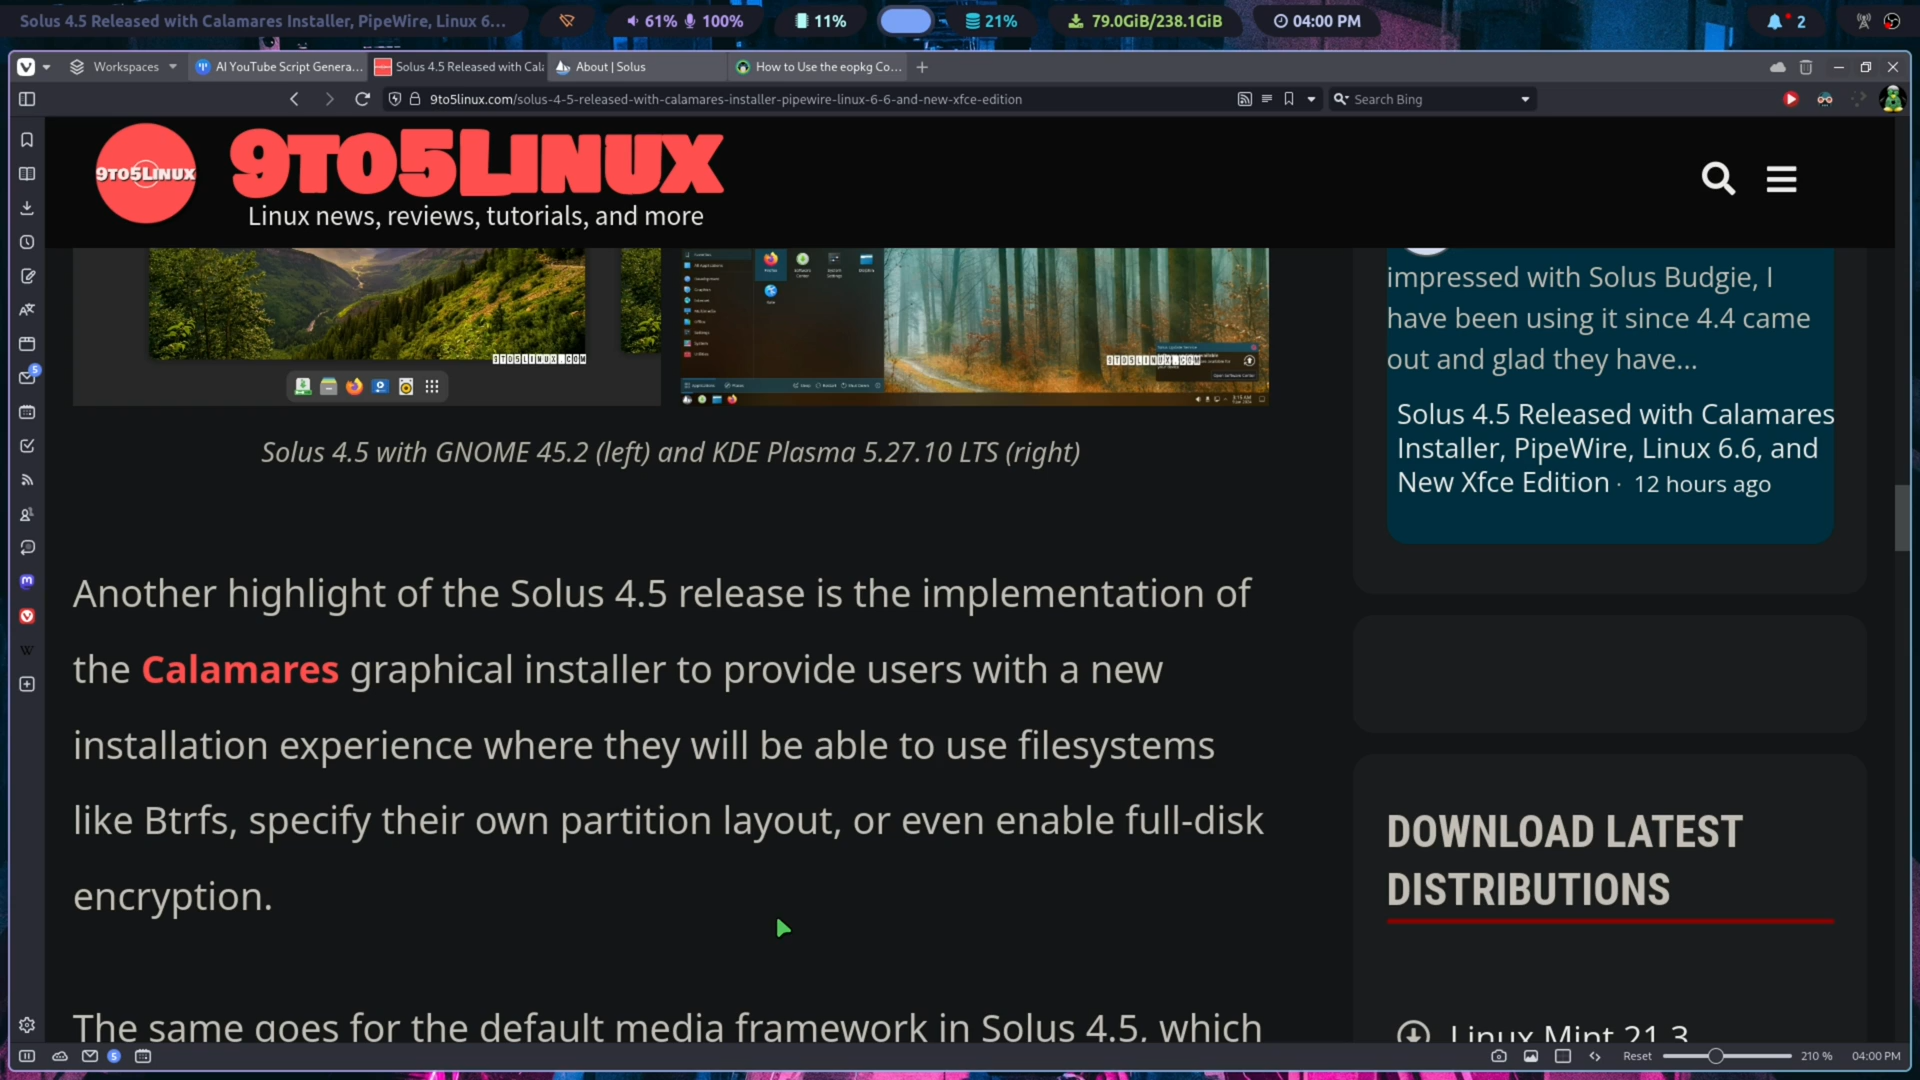 Solus 4.5 Released with Calamares Installer, PipeWire, Linux 6...
61% 100%
11%
21%
79.0GiB/238.1GiB
04:00 PM
2
Workspaces
AI YouTube Script Genera...
Solus 4.5 Released with Cal
About | Solus
How to Use the eopkg Co...
9to5linux.com/solus-4-5-released-with-calamares-installer-pipewire-linux-6-6-and-new-xfce-edition
Search Bing
9TO5LINUX
9TO5LINUX
Linux news, reviews, tutorials, and more
9TO5LINUX.COM
9TO5LINUX.COM
Solus 4.5 with GNOME 45.2 (left) and KDE Plasma 5.27.10 LTS (right)
Another highlight of the Solus 4.5 release is the implementation of
the Calamares graphical installer to provide users with a new
installation experience where they will be able to use filesystems
like Btrfs, specify their own partition layout, or even enable full-disk
encryption.
The same goes for the default media framework in Solus 4.5, which
impressed with Solus Budgie, I
have been using it since 4.4 came
out and glad they have...
Solus 4.5 Released with Calamares
Installer, PipeWire, Linux 6.6, and
New Xfce Edition · 12 hours ago
DOWNLOAD LATEST
DISTRIBUTIONS
Linux Mint 21.3
5
5
Reset
210 %
04:00 PM